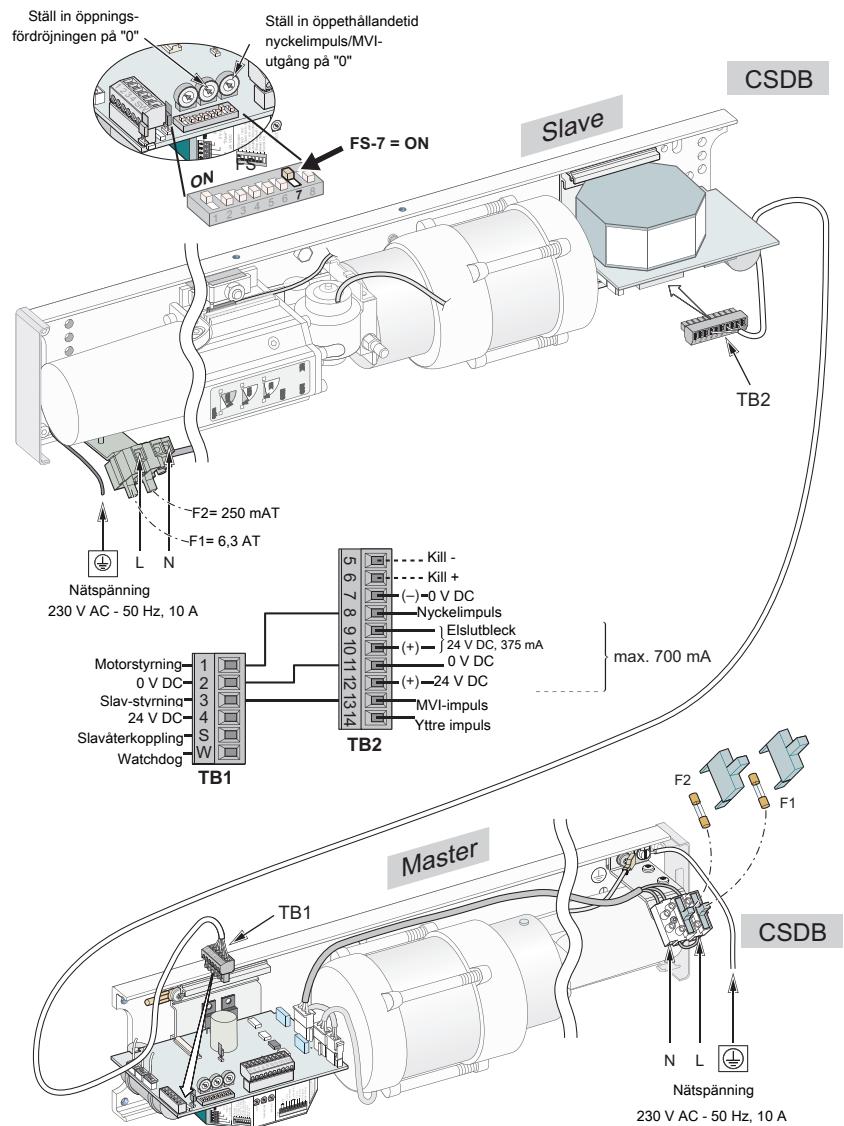 Ställ in öppnings-
fördröjningen på "0"
Ställ in öppethållandetid
nyckelimpuls/MVI-
utgång på "0"
CSDB
Slave
FS
FS-7 = ON
ON
1 2 3 4 5 6 7 8
TB2
F2= 250 mAT
F1= 6,3 AT
L N
Nätspänning
230 V AC - 50 Hz, 10 A
5 Kill -
6 Kill +
7 (–) 0 V DC
8 Nyckelimpuls
9 Elslutbleck
10 (+) 24 V DC, 375 mA
11 0 V DC
12 (+) 24 V DC
13 MVI-impuls
14 Yttre impuls
max. 700 mA
TB2
Motorstyrning 1
0 V DC 2
Slav-styrning 3
24 V DC 4
Slavåterkoppling S
Watchdog W
TB1
F2
F1
Master
TB1
CSDB
N L
Nätspänning
230 V AC - 50 Hz, 10 A